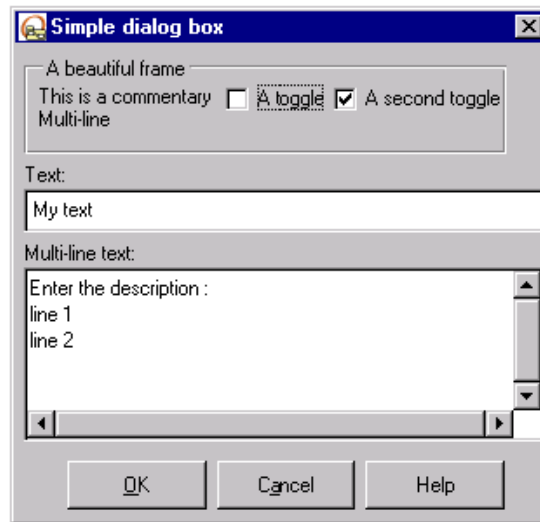 Simple dialog box
A beautiful frame
This is a commentary
Multi-line
A toggle
A second toggle
Text:
My text
Multi-line text:
Enter the description :
line 1
line 2
OK
Cancel
Help